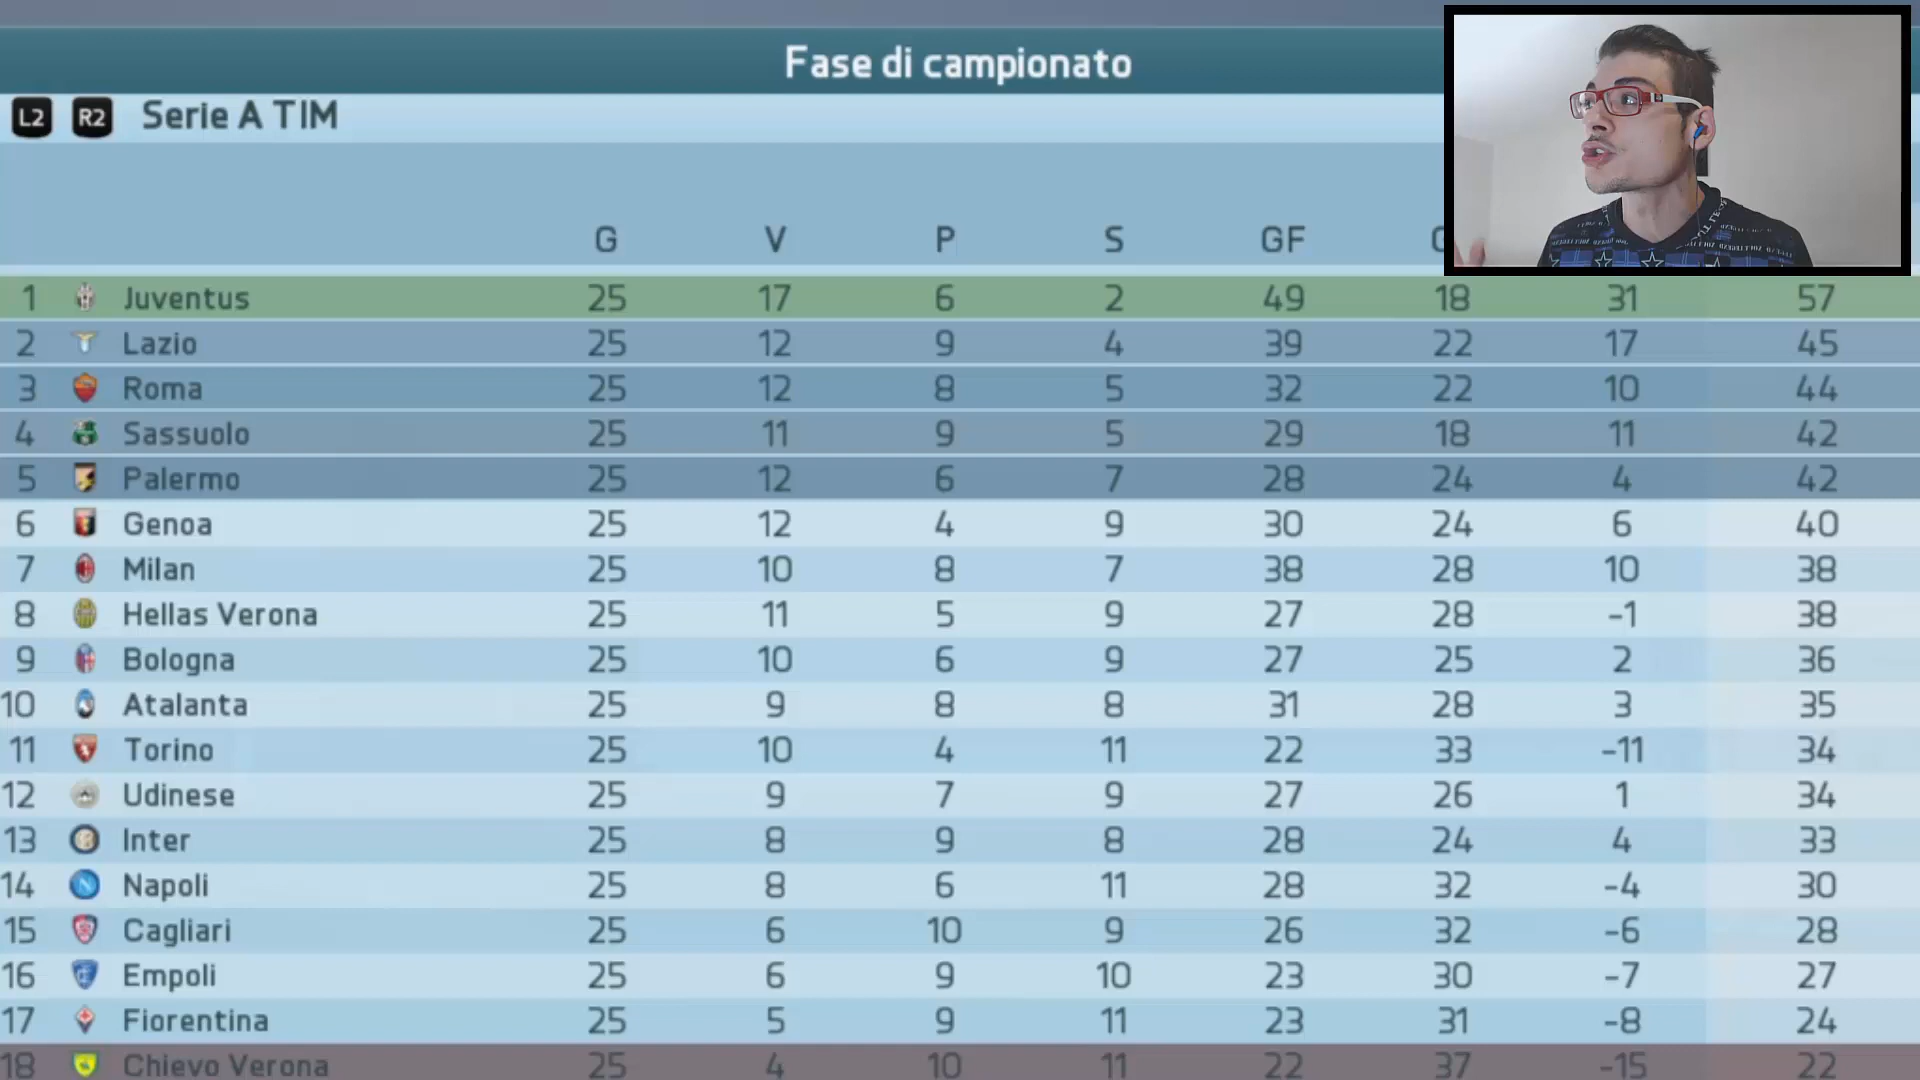 Fase di campionato
L2 R2 Serie A TIM
G V P S GF
1 Juventus 25 17 6 2 49 18 31 57
2 Lazio 25 12 9 4 39 22 17 45
3 Roma 25 12 8 5 32 22 10 44
4 Sassuolo 25 11 9 5 29 18 11 42
5 Palermo 25 12 6 7 28 24 4 42
6 Genoa 25 12 4 9 30 24 6 40
7 Milan 25 10 8 7 38 28 10 38
8 Hellas Verona 25 11 5 9 27 28 -1 38
9 Bologna 25 10 6 9 27 25 2 36
10 Atalanta 25 9 8 8 31 28 3 35
11 Torino 25 10 4 11 22 33 -11 34
12 Udinese 25 9 7 9 27 26 1 34
13 Inter 25 8 9 8 28 24 4 33
14 Napoli 25 8 6 11 28 32 -4 30
15 Cagliari 25 6 10 9 26 32 -6 28
16 Empoli 25 6 9 10 23 30 -7 27
17 Fiorentina 25 5 9 11 23 31 -8 24
18 Chievo Verona 25 4 10 11 22 37 -15 22